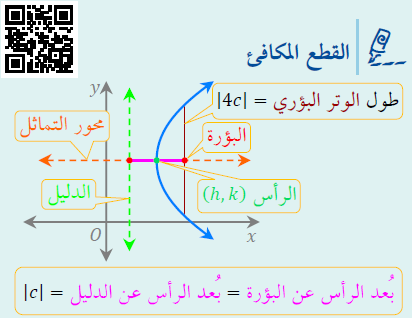 القطع المكافئ
y
طول الوتر البؤري = |4c|
محور التماثل
البؤرة
الدليل
الرأس (h, k)
O
x
بُعد الرأس عن البؤرة = بُعد الرأس عن الدليل = |c|